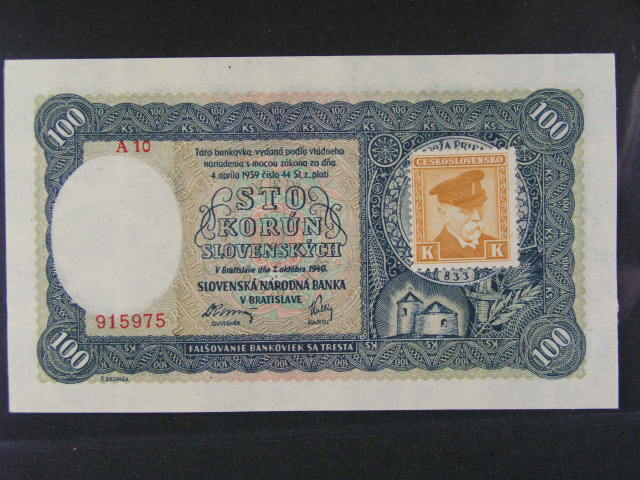 100
100
A 10
Táto bankovka, vydaná podľa vládneho
nariadenia s mocou zákona zo dňa
4. apríla 1939 číslo 44 Sl. z., platí
STO
KORÚN
SLOVENSKÝCH
V Bratislave dňa 7. októbra 1940.
SLOVENSKÁ NÁRODNÁ BANKA
V BRATISLAVE
GUVERNÉR
915975
ČESKOSLOVENSKO
K K
833
100
FALŠOVANIE BANKOVIEK SA TRESTÁ
100